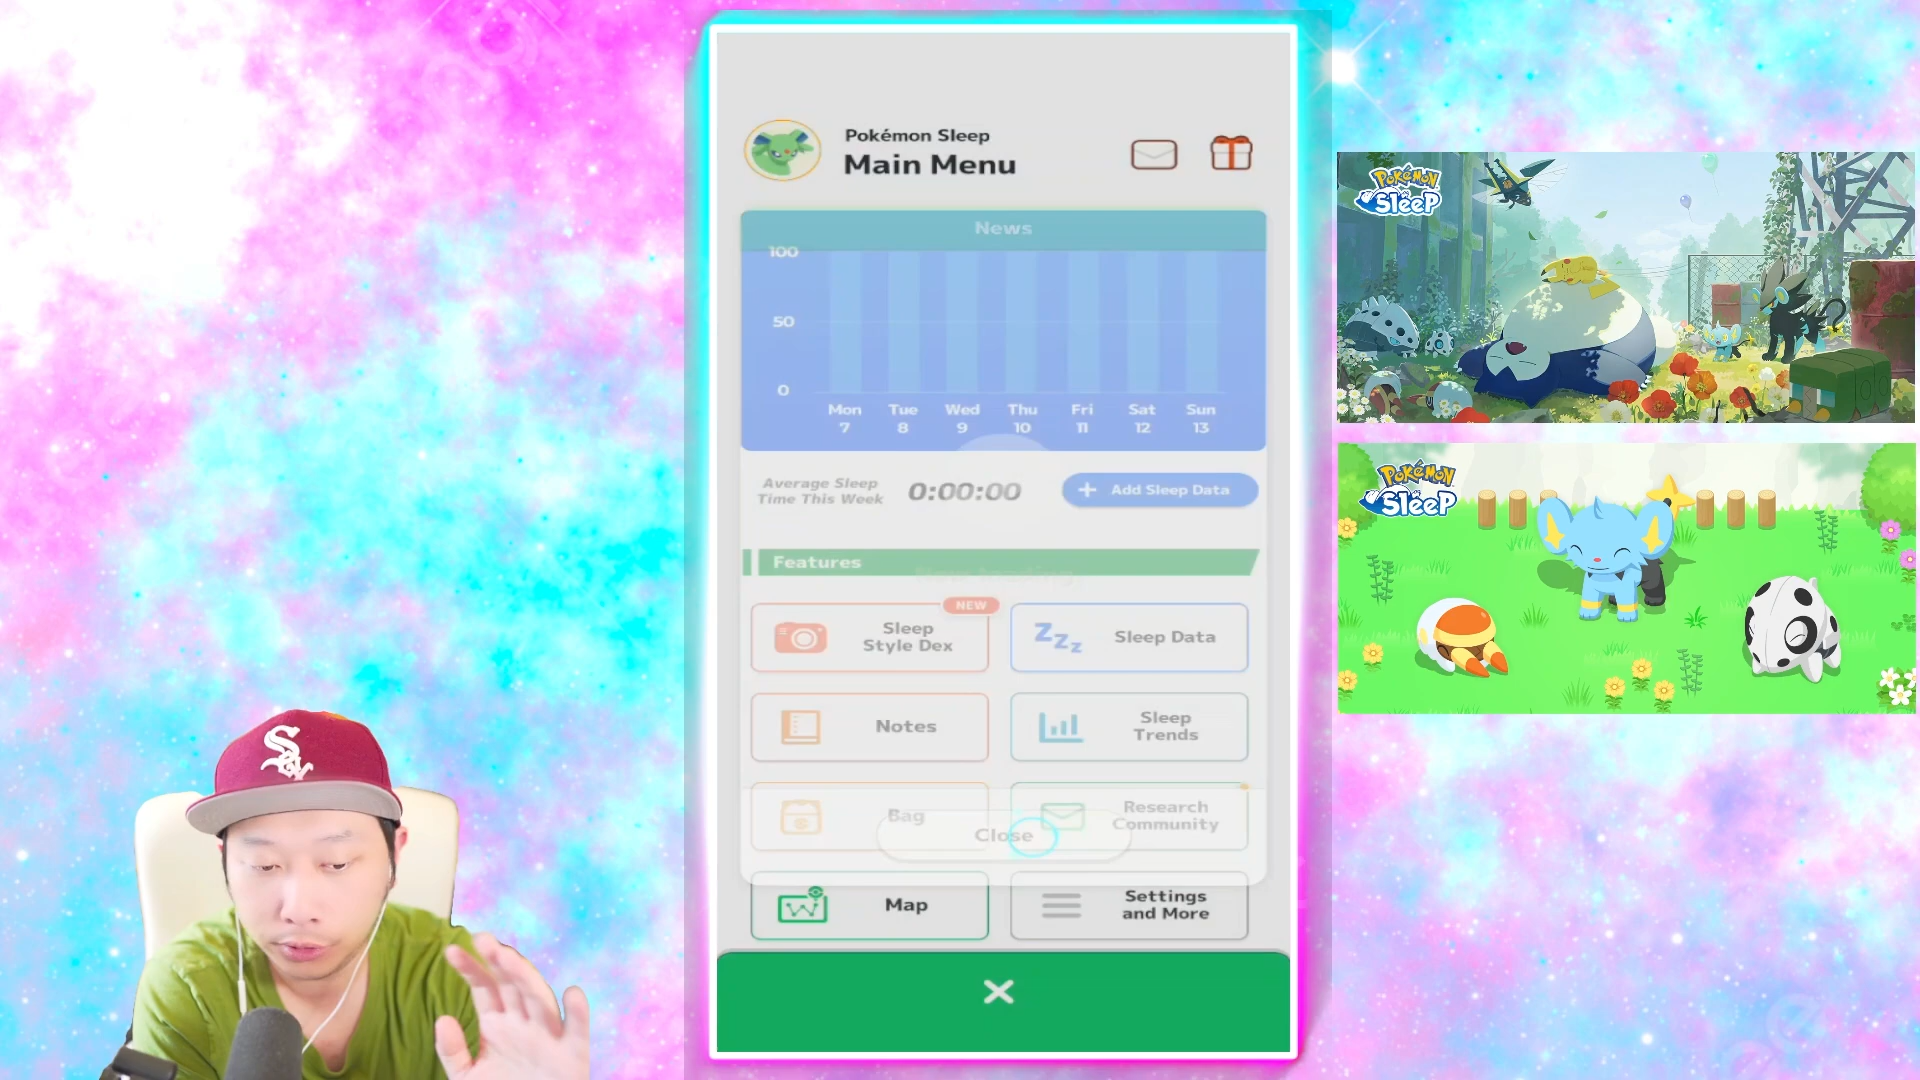 Pokémon Sleep
Main Menu
News
100
50
0
Mon Tue Wed Thu Fri Sat Sun
7 8 9 10 11 12 13
Average Sleep
Time This Week
0:00:00
+ Add Sleep Data
Features
NEW
Sleep
Style Dex
Sleep Data
Notes
Sleep
Trends
Bag
Research
Community
Close
Map
Settings
and More
Pokémon
Sleep
Pokémon
Sleep
Sox